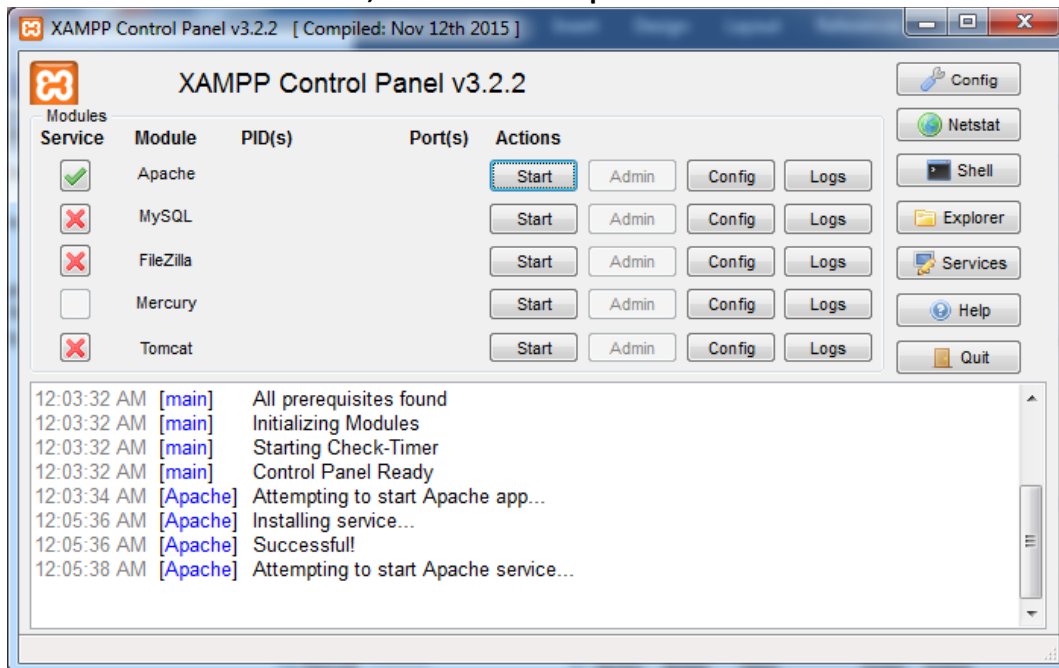 XAMPP Control Panel v3.2.2 [ Compiled: Nov 12th 2015 ]
XAMPP Control Panel v3.2.2
Config
Modules
Service Module PID(s) Port(s) Actions
Netstat
Apache Start Admin Config Logs
Shell
MySQL Start Admin Config Logs
Explorer
FileZilla Start Admin Config Logs
Services
Mercury Start Admin Config Logs
Help
Tomcat Start Admin Config Logs
Quit
12:03:32 AM [main] All prerequisites found
12:03:32 AM [main] Initializing Modules
12:03:32 AM [main] Starting Check-Timer
12:03:32 AM [main] Control Panel Ready
12:03:34 AM [Apache] Attempting to start Apache app...
12:05:36 AM [Apache] Installing service...
12:05:36 AM [Apache] Successful!
12:05:38 AM [Apache] Attempting to start Apache service...